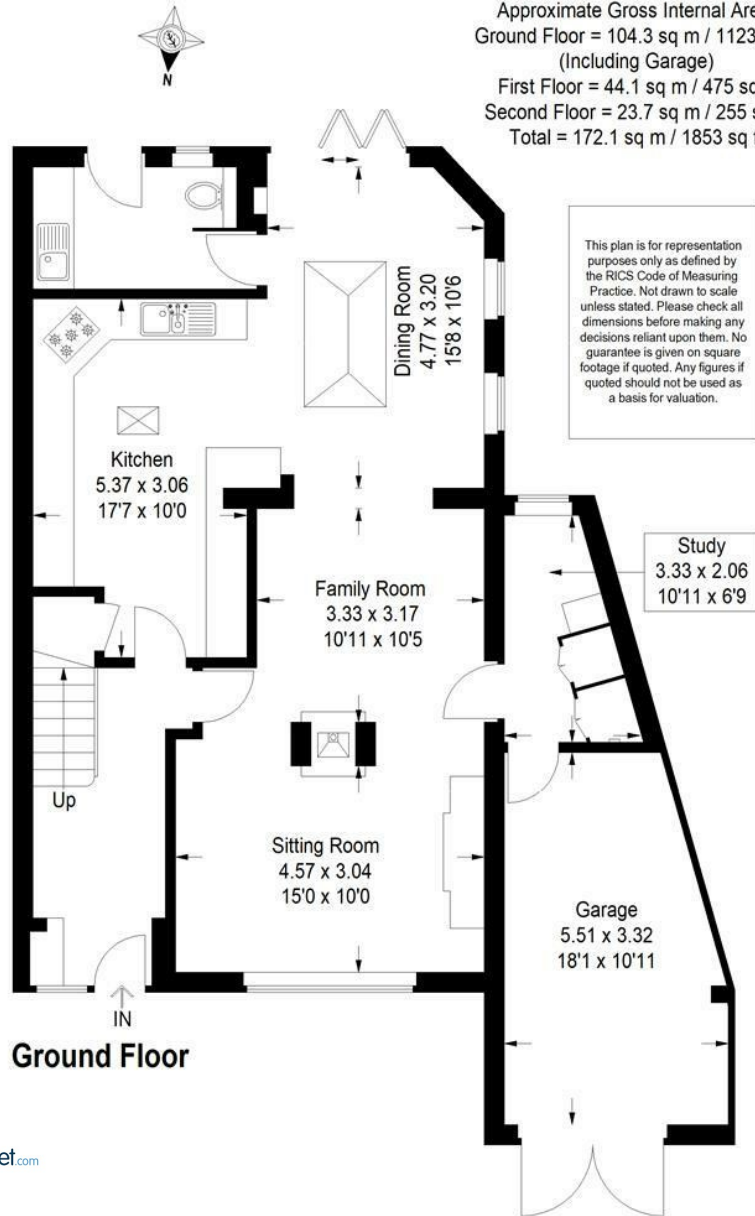 N
Approximate Gross Internal Are
Ground Floor = 104.3 sq m / 1123
(Including Garage)
First Floor = 44.1 sq m / 475 sq
Second Floor = 23.7 sq m / 255 s
Total = 172.1 sq m / 1853 sq f
This plan is for representation
purposes only as defined by
the RICS Code of Measuring
Practice. Not drawn to scale
unless stated. Please check all
dimensions before making any
decisions reliant upon them. No
guarantee is given on square
footage if quoted. Any figures if
quoted should not be used as
a basis for valuation.
Dining Room
4.77 x 3.20
15'8 x 10'6
Kitchen
5.37 x 3.06
17'7 x 10'0
Study
3.33 x 2.06
10'11 x 6'9
Family Room
3.33 x 3.17
10'11 x 10'5
Up
Sitting Room
4.57 x 3.04
15'0 x 10'0
Garage
5.51 x 3.32
18'1 x 10'11
IN
Ground Floor
et.com